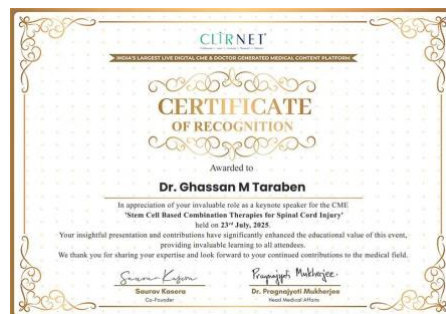 CLIRNET
INDIA'S LARGEST LIVE DIGITAL CME & DOCTOR GENERATED MEDICAL CONTENT PLATFORM
CERTIFICATE
OF RECOGNITION
Awarded to
Dr. Ghassan M Taraben
In appreciation of your invaluable role as a keynote speaker for the CME
"Stem Cell Based Combination Therapies for Spinal Cord Injury"
held on 23rd July, 2025.
Your insightful presentation and contributions have significantly enhanced the educational value of this event,
providing invaluable learning to all attendees.
We thank you for sharing your expertise and look forward to your continued contributions to the medical field.
Saurav Kasera Pragnajyoti Mukherjee
Saurav Kasera Dr. Pragnajyoti Mukherjee
Co-Founder Head Medical Affairs